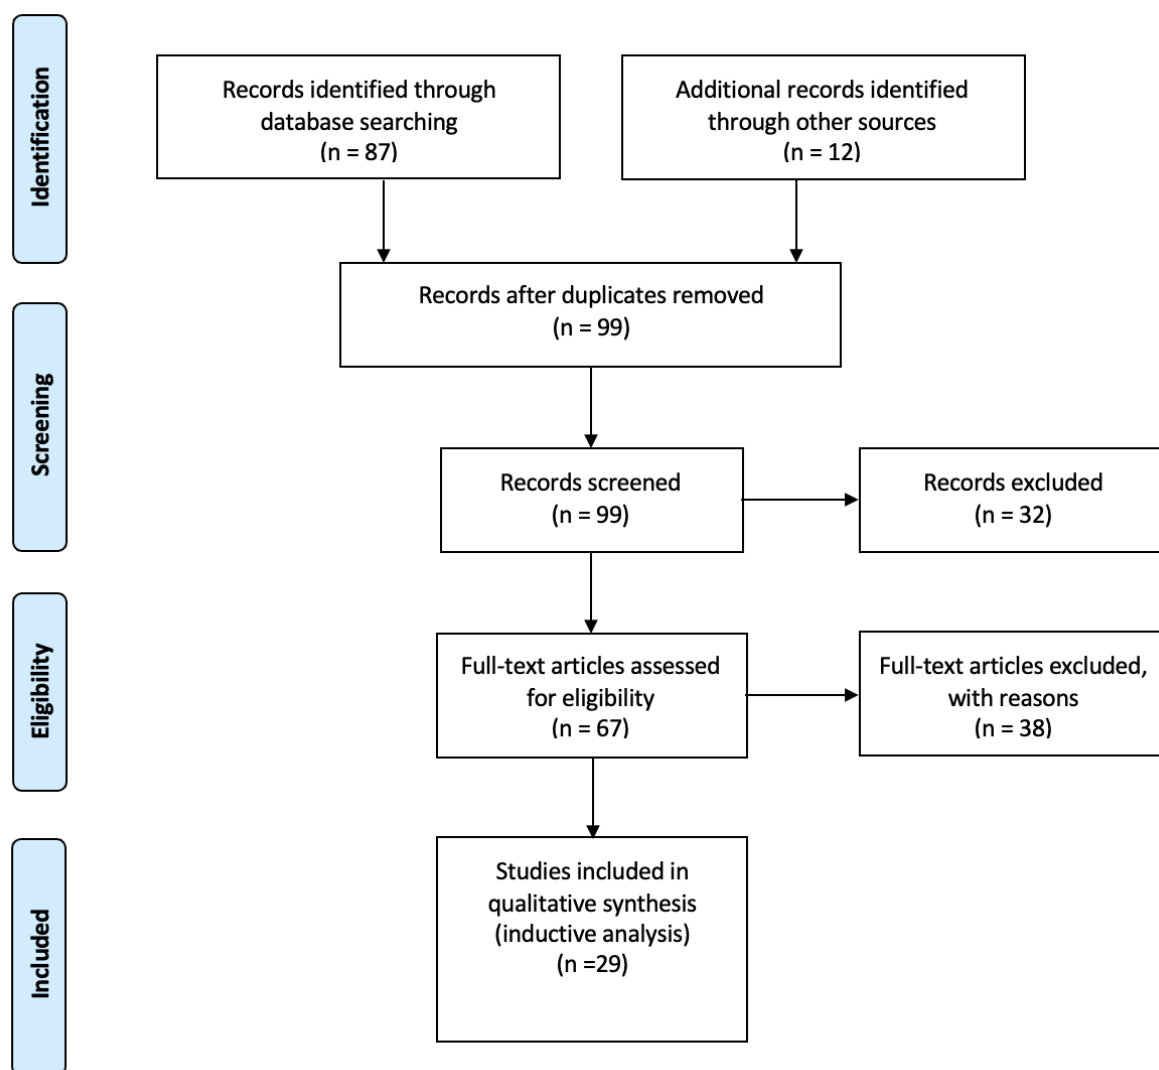 Identification
Records identified through
database searching
(n = 87)
Additional records identified
through other sources
(n = 12)
Records after duplicates removed
(n = 99)
Screening
Records screened
(n = 99)
Records excluded
(n = 32)
Eligibility
Full-text articles assessed
for eligibility
(n = 67)
Full-text articles excluded,
with reasons
(n = 38)
Included
Studies included in
qualitative synthesis
(inductive analysis)
(n =29)